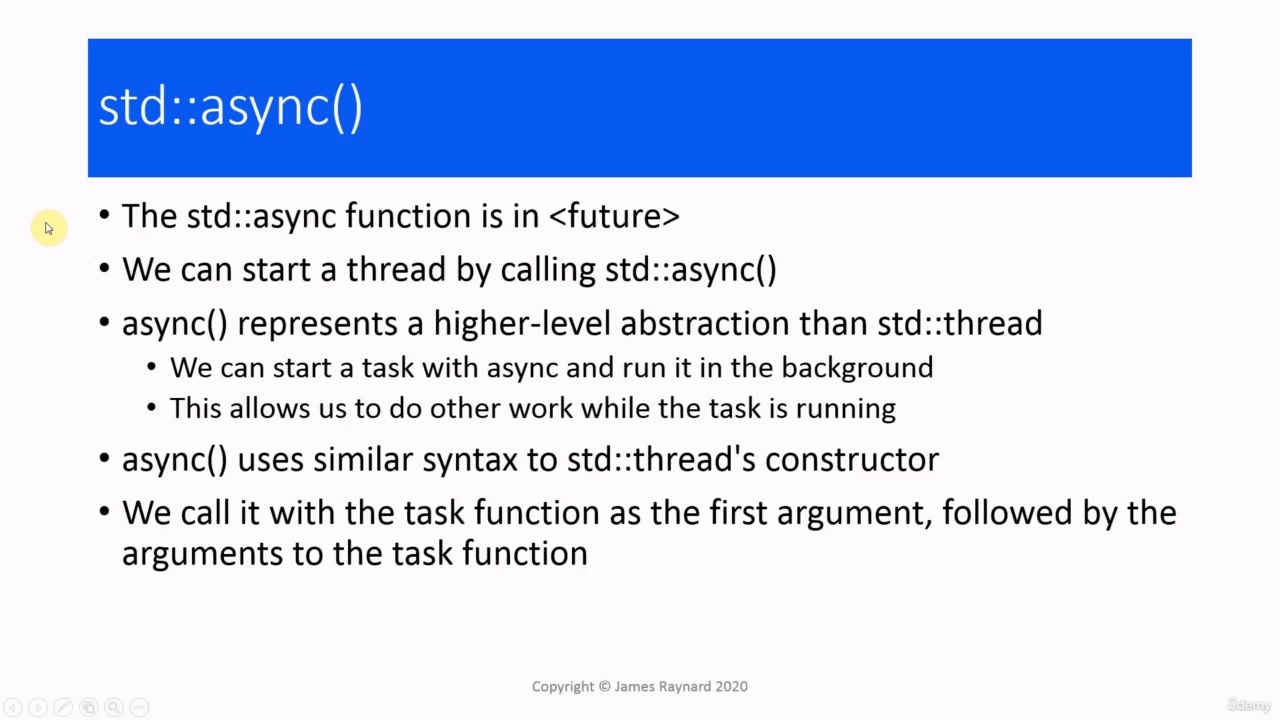 std::async()
• The std::async function is in <future>
• We can start a thread by calling std::async()
• async() represents a higher-level abstraction than std::thread
• We can start a task with async and run it in the background
• This allows us to do other work while the task is running
• async() uses similar syntax to std::thread's constructor
• We call it with the task function as the first argument, followed by the
arguments to the task function
Copyright © James Raynard 2020
ûdemy